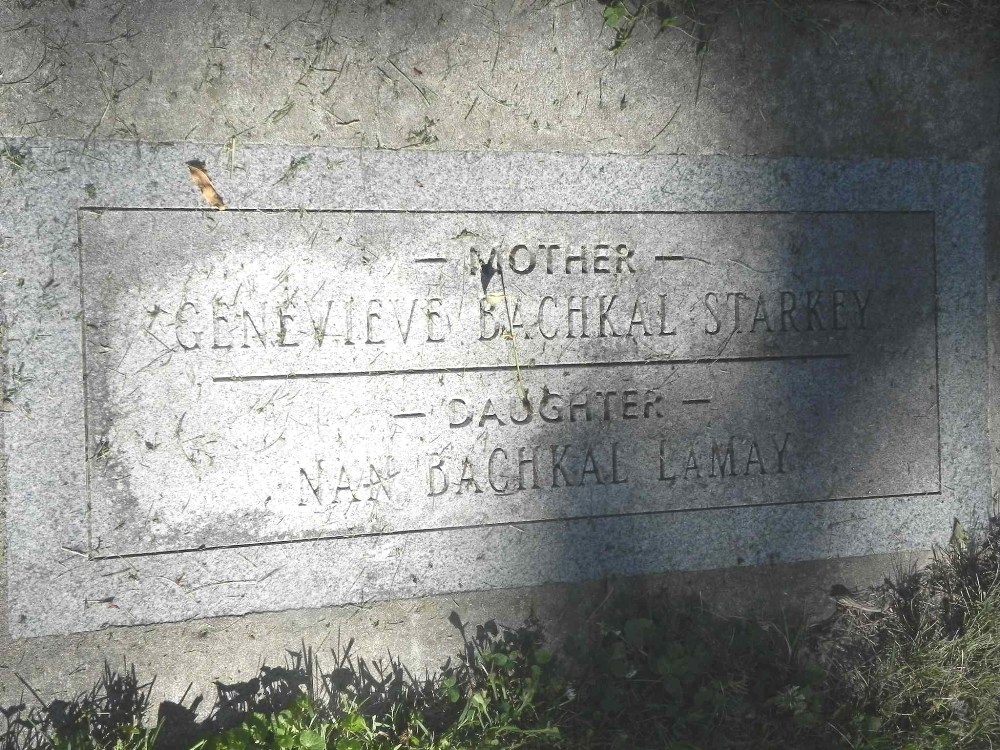 — MOTHER —
GENEVIEVE BACHKAL STARKEY
— DAUGHTER —
NAN BACHKAL LAMAY